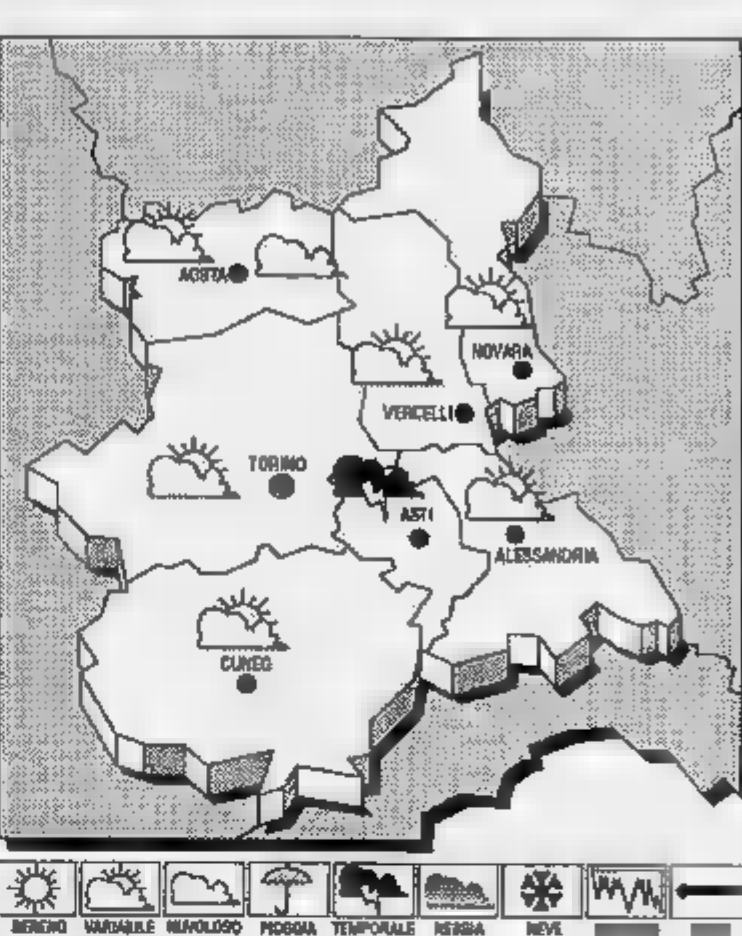 AOSTA
NOVARA
VERCELLI
TORINO
ASTI
ALESSANDRIA
CUNEO
SERENO VARIABILE NUVOLOSO PIOGGIA TEMPORALE NEBBIA NEVE